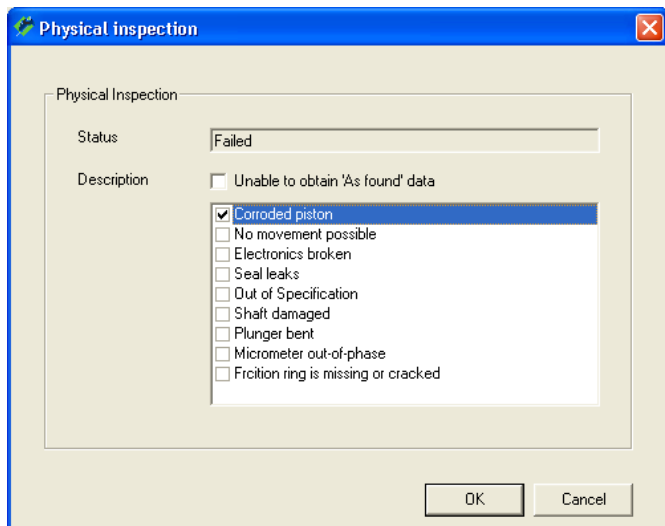 Physical inspection
Physical Inspection
Status
Failed
Description
Unable to obtain 'As found' data
Corroded piston
No movement possible
Electronics broken
Seal leaks
Out of Specification
Shaft damaged
Plunger bent
Micrometer out-of-phase
Frcition ring is missing or cracked
OK
Cancel